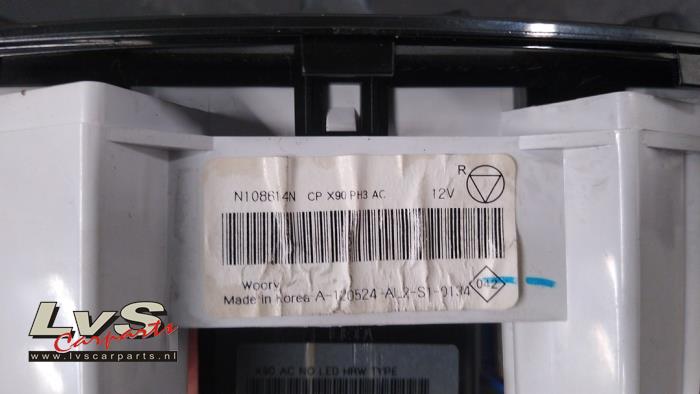 N108614N CP X90 PH3 AC 12V R
Woory
Made in Korea A-120524-AL2-S1-0134 042
LvS
Carparts
www.lvscarparts.nl
X90 AC NO LED HRW TYPE